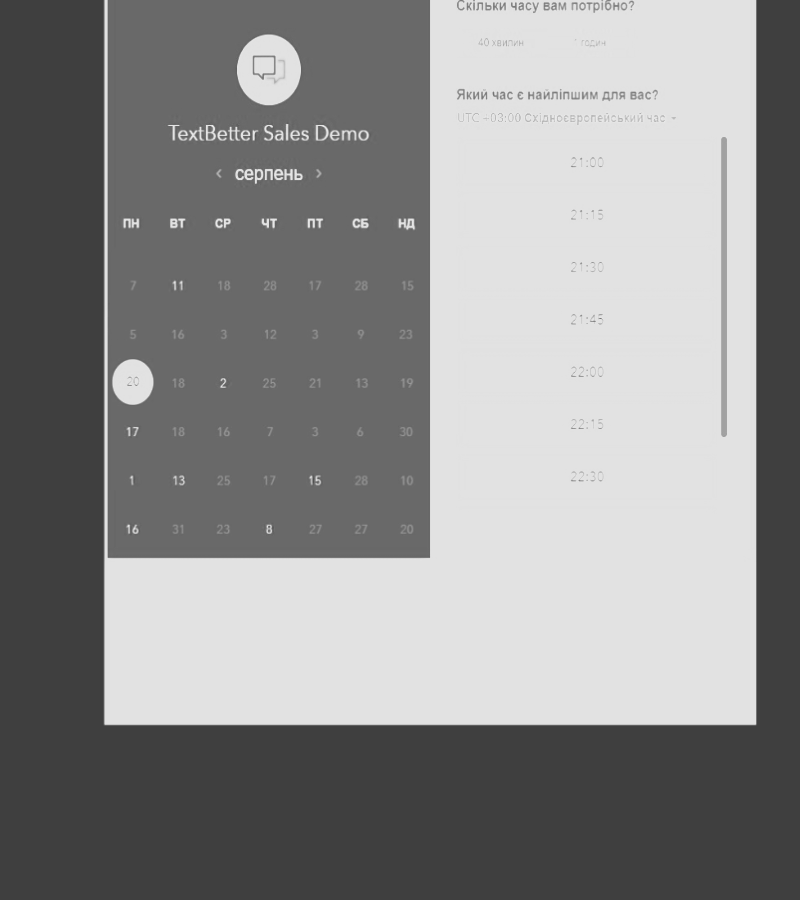 Скільки часу вам потрібно?
40 хвилин 1 годин
Який час є найліпшим для вас?
UTC +03:00 Східноєвропейський час
21:00
21:15
21:30
21:45
22:00
22:15
22:30
TextBetter Sales Demo
серпень
ПН ВТ СР ЧТ ПТ СБ НД
7 11 18 28 17 28 15
5 16 3 12 3 9 23
20 18 2 25 21 13 19
17 18 16 7 3 6 30
1 13 25 17 15 28 10
16 31 23 8 27 27 20